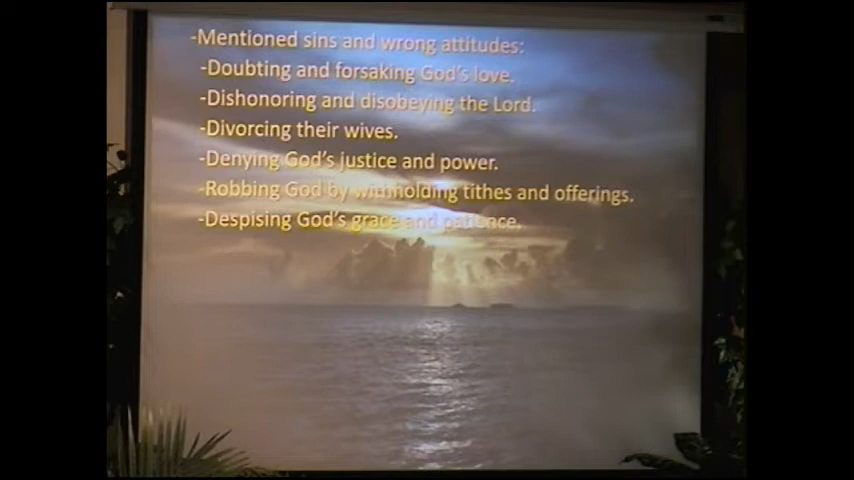 -Mentioned sins and wrong attitudes:
-Doubting and forsaking God's love.
-Dishonoring and disobeying the Lord.
-Divorcing their wives.
-Denying God's justice and power.
-Robbing God by withholding tithes and offerings.
-Despising God's grace and patience.